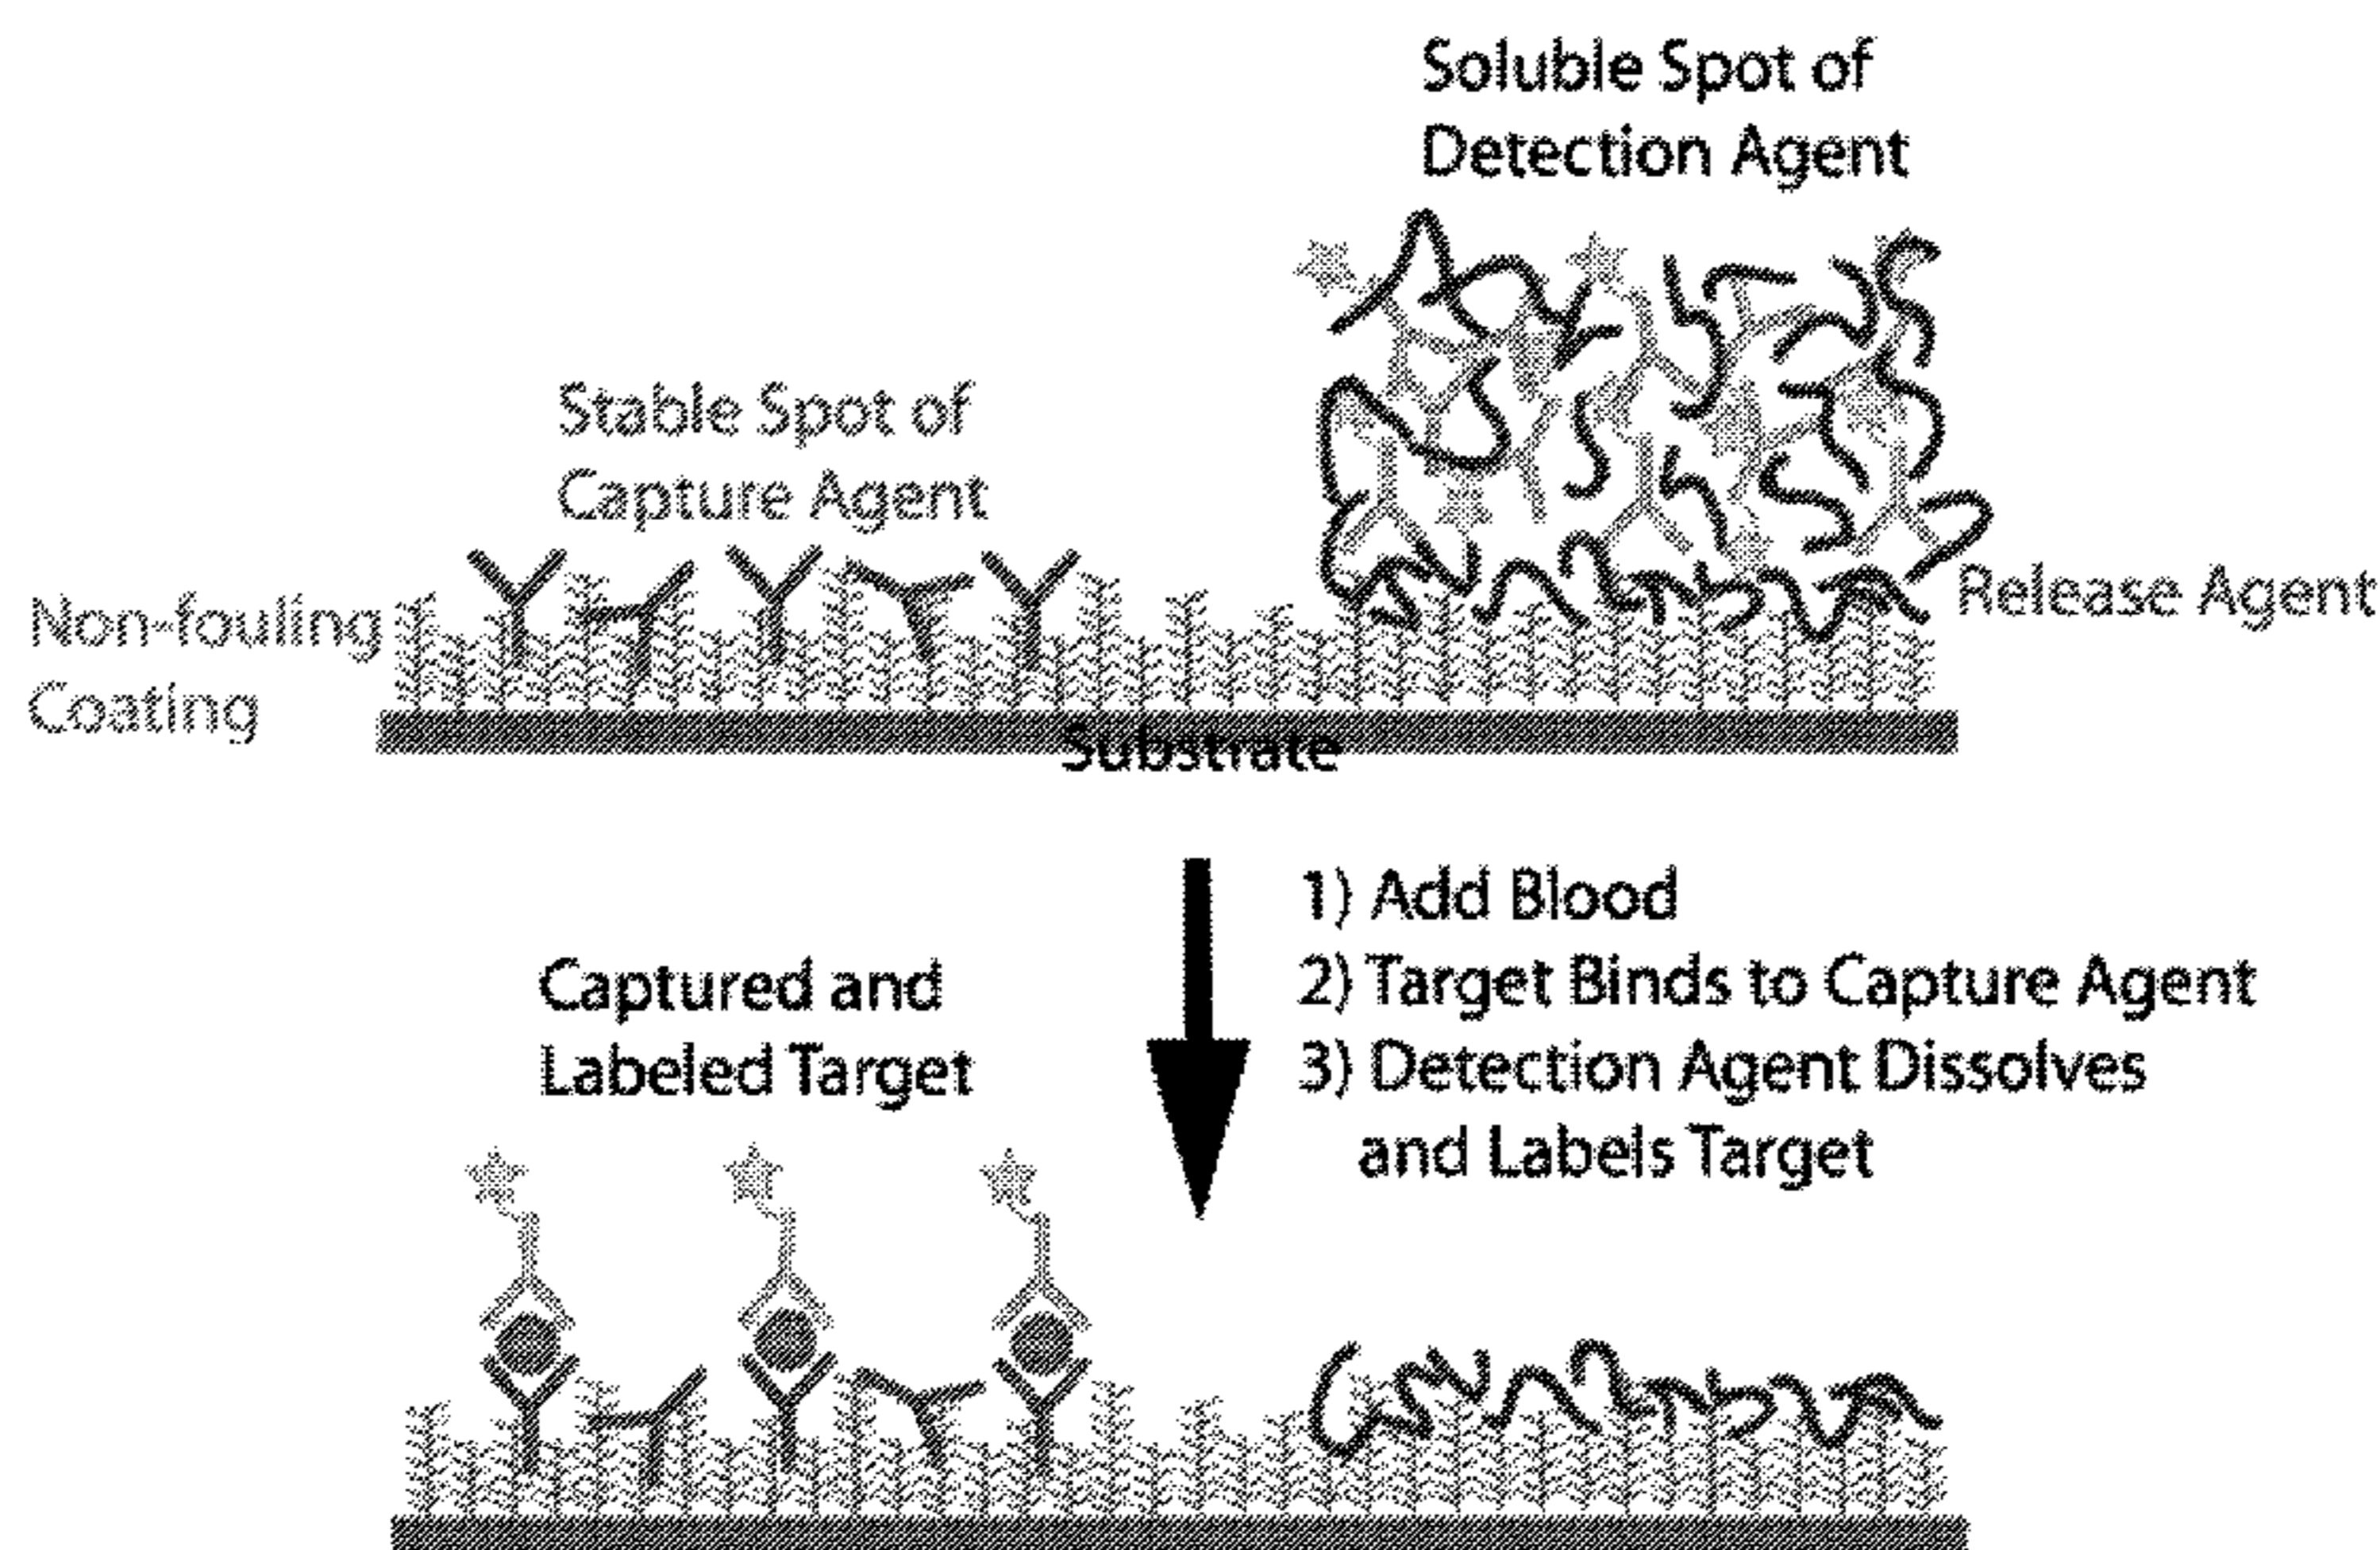 Soluble Spot of
Detection Agent
Stable Spot of
Capture Agent
Non-fouling
Coating
Release Agent
Substrate
1) Add Blood
2) Target Binds to Capture Agent
3) Detection Agent Dissolves
and Labels Target
Captured and
Labeled Target